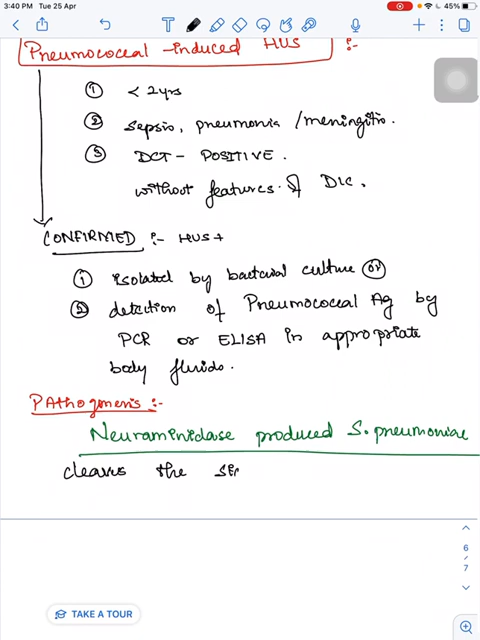 3:40 PM Tue 25 Apr
45%
Pneumococcal induced HUS :-
① < 2yrs
② sepsis, pneumonia / meningitis.
③ DCT - POSITIVE.
without features of DIC.
CONFIRMED :- HUS +
① isolated by bacterial culture or
② detection of Pneumococcal Ag by
PCR or ELISA in appropriate
body fluids.
PAthogenesis :-
Neuraminidase produced S. pneumoniae
cleaves the
6
/
7
TAKE A TOUR